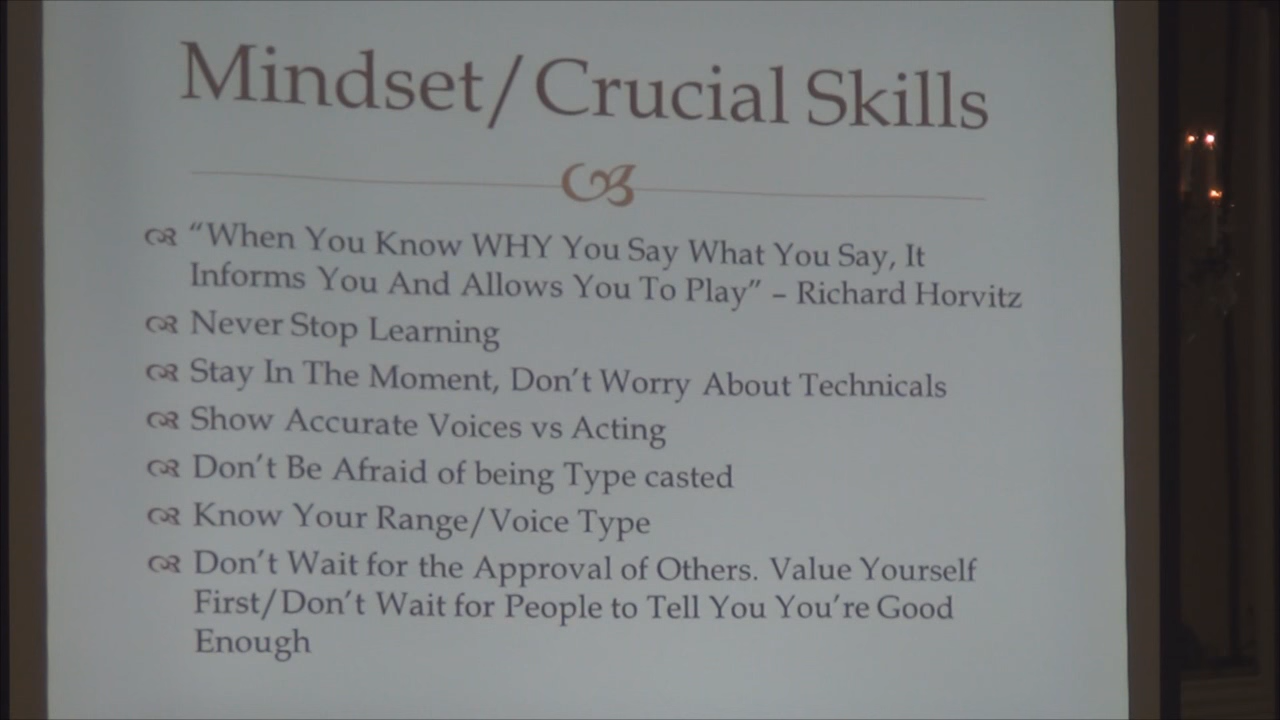 Mindset/Crucial Skills
"When You Know WHY You Say What You Say, It
Informs You And Allows You To Play" – Richard Horvitz
Never Stop Learning
Stay In The Moment, Don't Worry About Technicals
Show Accurate Voices vs Acting
Don't Be Afraid of being Type casted
Know Your Range/Voice Type
Don't Wait for the Approval of Others. Value Yourself
First/Don't Wait for People to Tell You You're Good
Enough